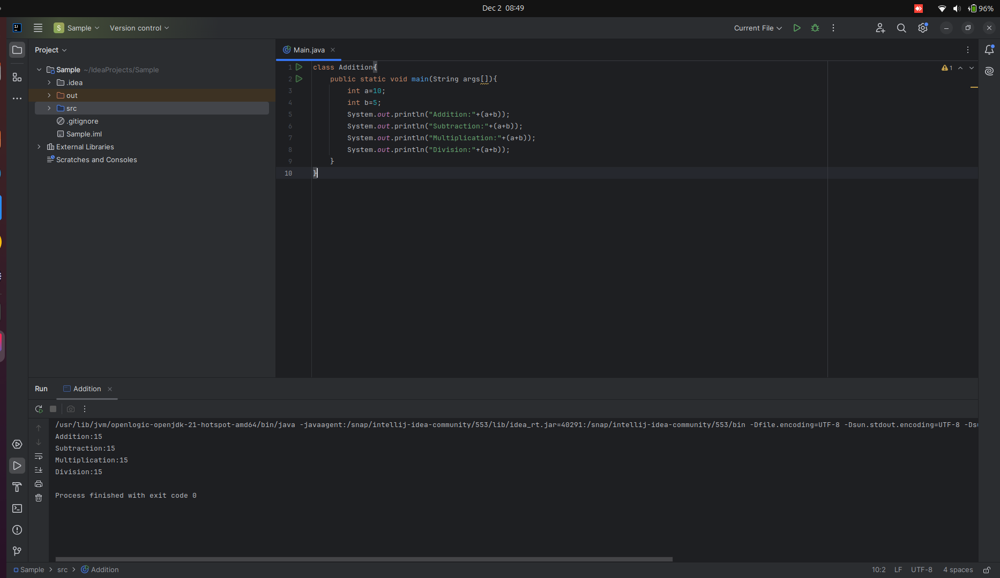 Dec 2 08:49
96%
S Sample
Version control
Current File
Project
Main.java
Sample ~/IdeaProjects/Sample
.idea
out
src
.gitignore
Sample.iml
External Libraries
Scratches and Consoles
1 class Addition{
2 public static void main(String args[]){
3 int a=10;
4 int b=5;
5 System.out.println("Addition:"+(a+b));
6 System.out.println("Subtraction:"+(a+b));
7 System.out.println("Multiplication:"+(a+b));
8 System.out.println("Division:"+(a+b));
9 }
10 }
1
Run
Addition
/usr/lib/jvm/openlogic-openjdk-21-hotspot-amd64/bin/java -javaagent:/snap/intellij-idea-community/553/lib/idea_rt.jar=40291:/snap/intellij-idea-community/553/bin -Dfile.encoding=UTF-8 -Dsun.stdout.encoding=UTF-8 -Dsu
Addition:15
Subtraction:15
Multiplication:15
Division:15
Process finished with exit code 0
Sample > src > Addition
10:2 LF UTF-8 4 spaces